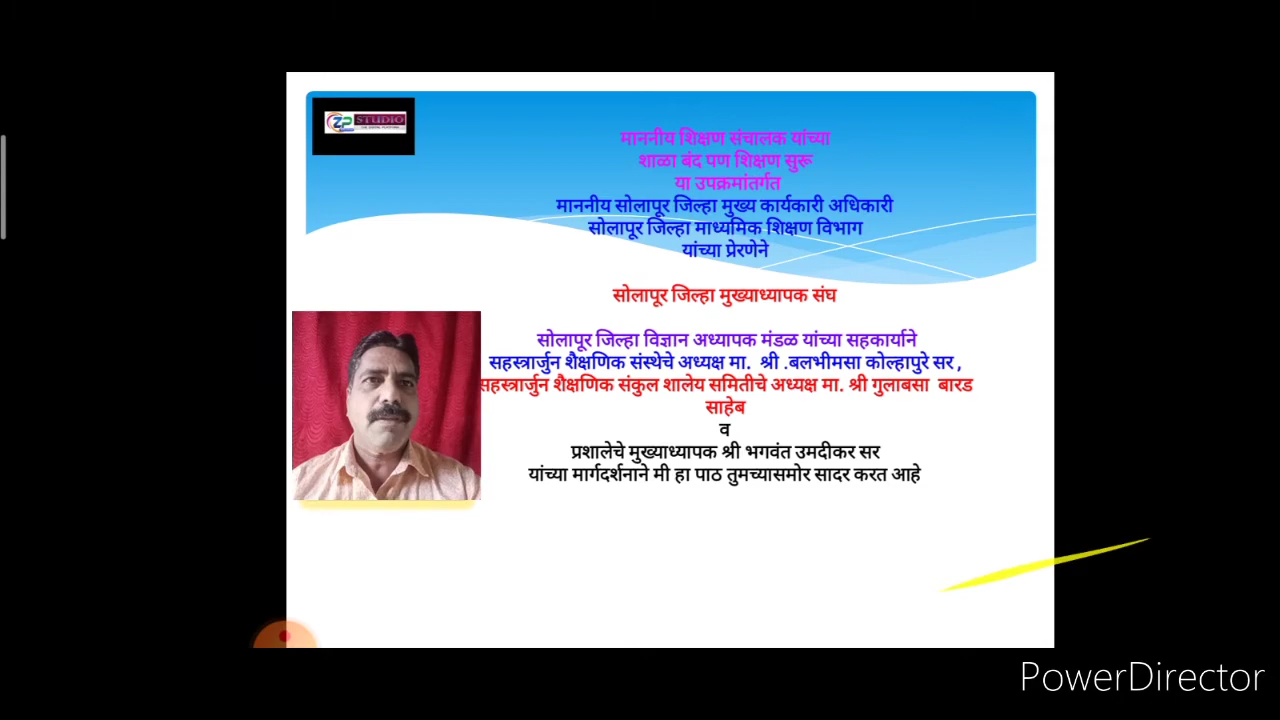 ZP STUDIO
माननीय शिक्षण संचालक यांच्या
शाळा बंद पण शिक्षण सुरू
या उपक्रमांतर्गत
माननीय सोलापूर जिल्हा मुख्य कार्यकारी अधिकारी
सोलापूर जिल्हा माध्यमिक शिक्षण विभाग
यांच्या प्रेरणेने
सोलापूर जिल्हा मुख्याध्यापक संघ
सोलापूर जिल्हा विज्ञान अध्यापक मंडळ यांच्या सहकार्याने
सहस्त्रार्जुन शैक्षणिक संस्थेचे अध्यक्ष मा. श्री .बलभीमसा कोल्हापुरे सर ,
सहस्त्रार्जुन शैक्षणिक संकुल शालेय समितीचे अध्यक्ष मा. श्री गुलाबसा बारड
साहेब
व
प्रशालेचे मुख्याध्यापक श्री भगवंत उमदीकर सर
यांच्या मार्गदर्शनाने मी हा पाठ तुमच्यासमोर सादर करत आहे
PowerDirector